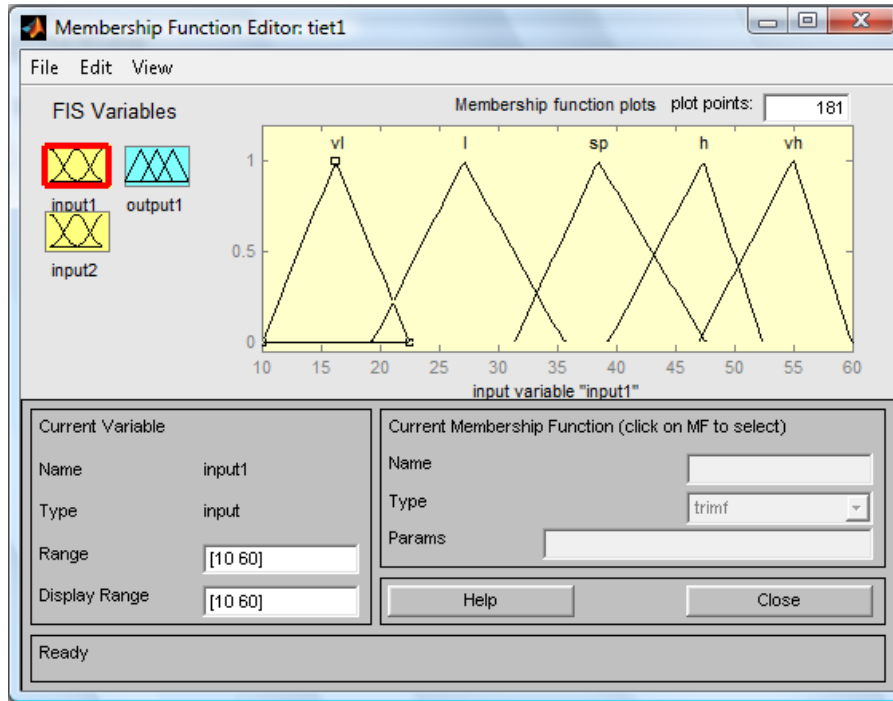 Membership Function Editor: tiet1
File Edit View
FIS Variables
Membership function plots plot points: 181
input1 output1
input2
vl l sp h vh
1
0.5
0
10 15 20 25 30 35 40 45 50 55 60
input variable "input1"
Current Variable
Name input1
Type input
Range [10 60]
Display Range [10 60]
Current Membership Function (click on MF to select)
Name
Type trimf
Params
Help Close
Ready